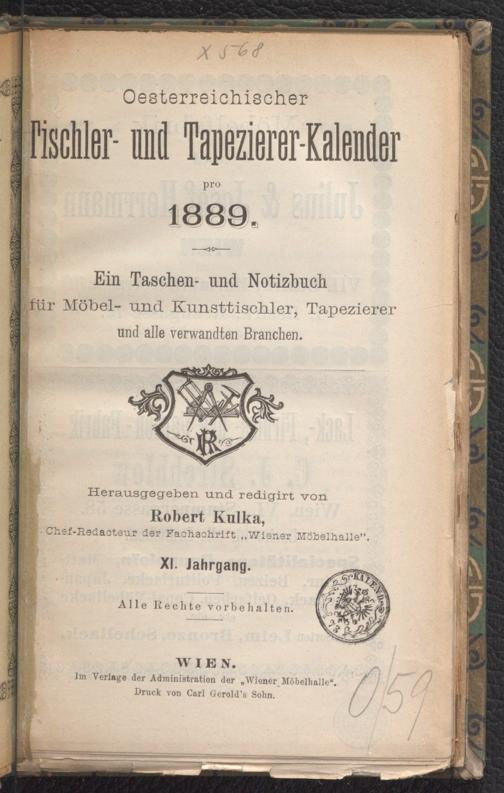 X 568
Oesterreichischer
Tischler- und Tapezierer-Kalender
pro
1889.
Ein Taschen- und Notizbuch
für Möbel- und Kunsttischler, Tapezierer
und alle verwandten Branchen.
Herausgegeben und redigirt von
Robert Kulka,
Chef-Redacteur der Fachschrift „Wiener Möbelhalle“.
XI. Jahrgang.
Alle Rechte vorbehalten.
KALEND
WIEN.
Im Verlage der Administration der „Wiener Möbelhalle“.
Druck von Carl Gerold's Sohn.
0/59